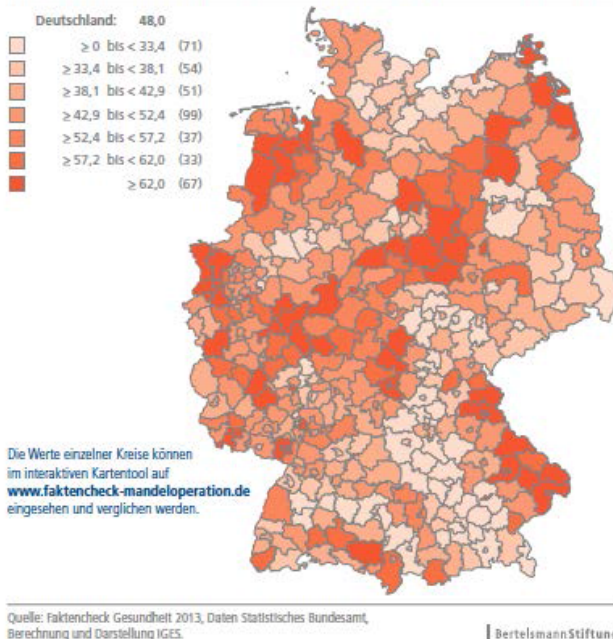 Deutschland: 48,0
≥ 0 bis < 33,4 (71)
≥ 33,4 bis < 38,1 (54)
≥ 38,1 bis < 42,9 (51)
≥ 42,9 bis < 52,4 (99)
≥ 52,4 bis < 57,2 (37)
≥ 57,2 bis < 62,0 (33)
≥ 62,0 (67)
Die Werte einzelner Kreise können
im interaktiven Kartentool auf
www.faktencheck-mandeloperation.de
eingesehen und verglichen werden.
Quelle: Faktencheck Gesundheit 2013, Daten Statistisches Bundesamt,
Berechnung und Darstellung IGES.
BertelsmannStiftung